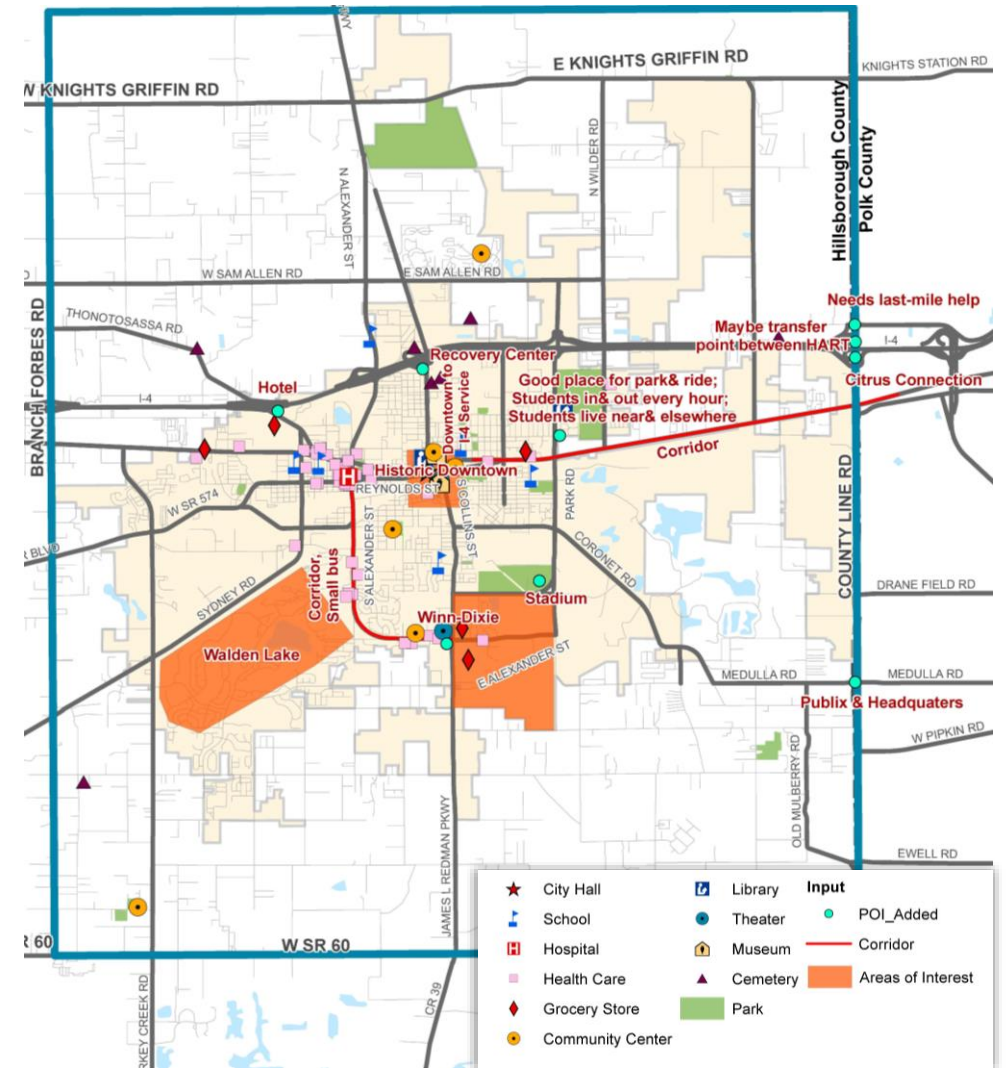 WY
E KNIGHTS GRIFFIN RD
KNIGHTS STATION RD
W KNIGHTS GRIFFIN RD
Hillsborough County
Polk County
N WILDER RD
N ALEXANDER ST
W SAM ALLEN RD
E SAM ALLEN RD
BRANCH FORBES RD
THONOTOSASSA RD
Needs last-mile help
Maybe transfer
point between HART
I-4
Recovery Center
Citrus Connection
Hotel
Good place for park& ride;
Students in& out every hour;
Students live near& elsewhere
I-4
Downtown to
I-4 Service
Corridor
Historic Downtown
REYNOLDS ST
W SR 574
S COLLINS ST
PARK RD
COUNTY LINE RD
S ALEXANDER ST
R BLVD
CORONET RD
SYDNEY RD
Corridor,
Small bus
DRANE FIELD RD
Stadium
Winn-Dixie
Walden Lake
E ALEXANDER ST
MEDULLA RD
MEDULLA RD
Publix & Headquaters
W PIPKIN RD
OLD MULBERRY RD
JAMES L REDMAN PKWY
EWELL RD
R 60
W SR 60
RKEY CREEK RD
CR 39
City Hall
School
Hospital
Health Care
Grocery Store
Community Center
Library
Theater
Museum
Cemetery
Park
Input
POI_Added
Corridor
Areas of Interest
H
H